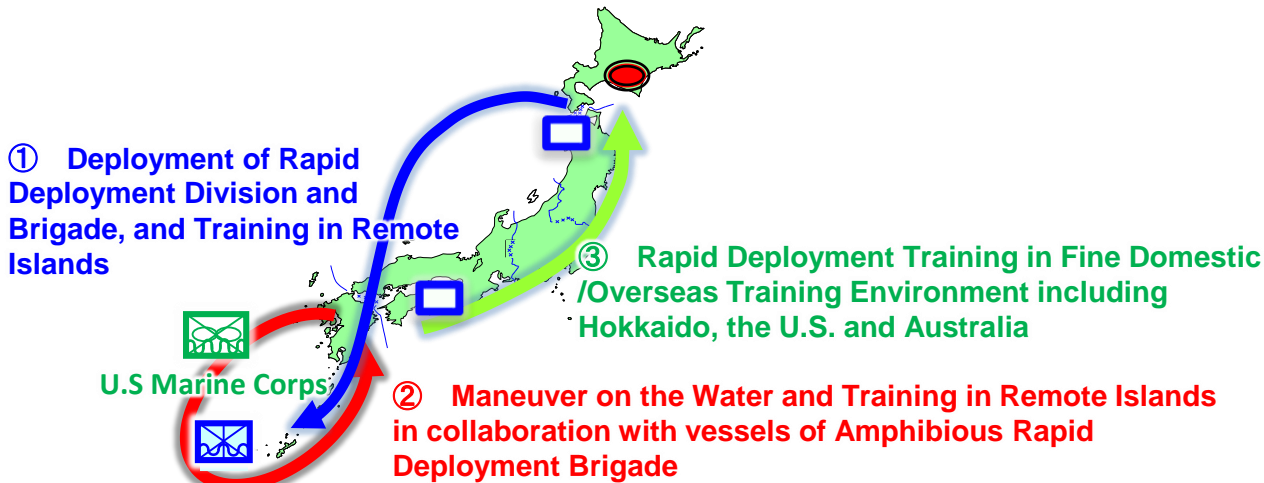 ① Deployment of Rapid
Deployment Division and
Brigade, and Training in Remote
Islands
③ Rapid Deployment Training in Fine Domestic
/Overseas Training Environment including
Hokkaido, the U.S. and Australia
U.S Marine Corps
② Maneuver on the Water and Training in Remote Islands
in collaboration with vessels of Amphibious Rapid
Deployment Brigade